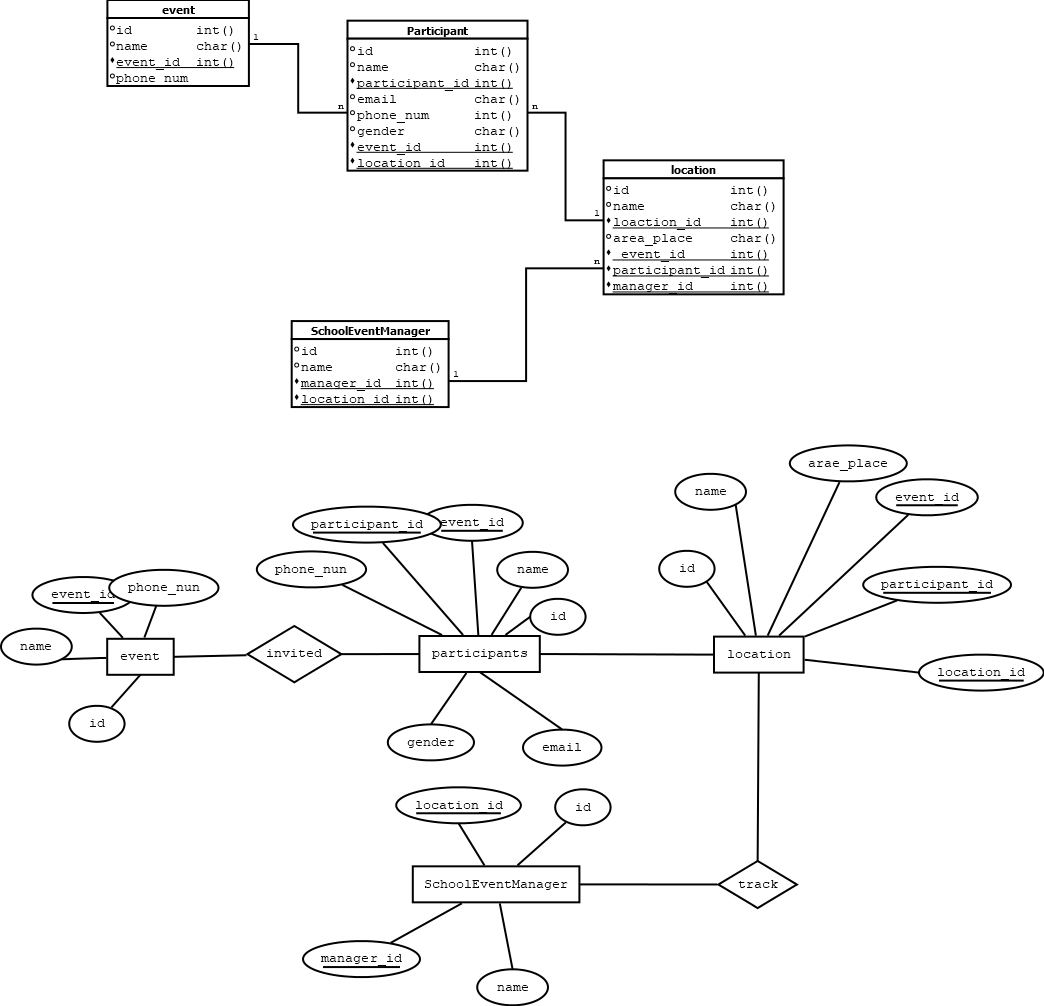 event
id int()
name char()
event_id int()
phone num
1
Participant
id int()
name char()
participant_id int()
email char()
phone_num int()
gender char()
event_id int()
location id int()
n
n
location
id int()
name char()
loaction_id int()
area_place char()
event_id int()
participant_id int()
manager_id int()
1
n
SchoolEventManager
id int()
name char()
manager_id int()
location_id int()
1
arae_place
name
event_id
participant_id
event_id
phone_nun
name
id
event_id
phone_nun
participant_id
id
name
event
invited
participants
location
location_id
id
gender
email
location_id
id
SchoolEventManager
track
manager_id
name